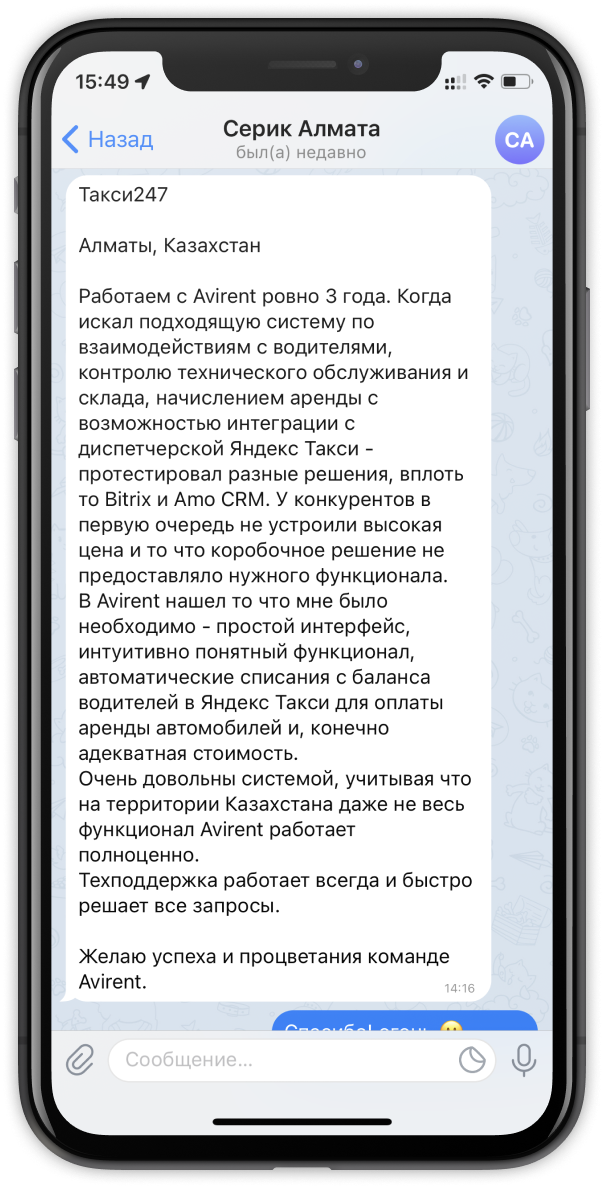 15:49
Назад
Серик Алмата
был(а) недавно
СА
Такси247
Алматы, Казахстан
Работаем с Avirent ровно 3 года. Когда
искал подходящую систему по
взаимодействиям с водителями,
контролю технического обслуживания и
склада, начислением аренды с
возможностью интеграции с
диспетчерской Яндекс Такси -
протестировал разные решения, вплоть
то Bitrix и Amo CRM. У конкурентов в
первую очередь не устроили высокая
цена и то что коробочное решение не
предоставляло нужного функционала.
В Avirent нашел то что мне было
необходимо - простой интерфейс,
интуитивно понятный функционал,
автоматические списания с баланса
водителей в Яндекс Такси для оплаты
аренды автомобилей и, конечно
адекватная стоимость.
Очень довольны системой, учитывая что
на территории Казахстана даже не весь
функционал Avirent работает
полноценно.
Техподдержка работает всегда и быстро
решает все запросы.
Желаю успеха и процветания команде
Avirent.
14:16
Сообщение...